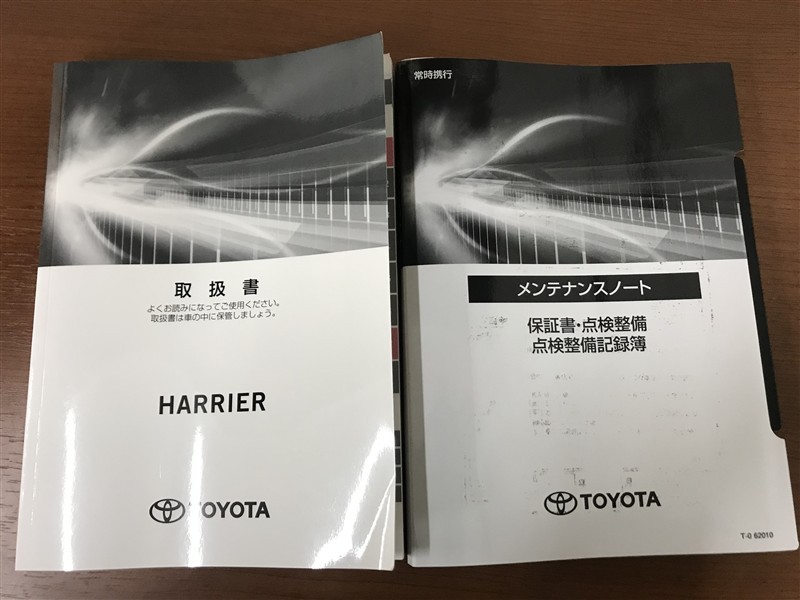 取扱書
よくお読みになってご使用ください。
取扱書は車の中に保管しましょう。
HARRIER
TOYOTA
常時携行
メンテナンスノート
保証書・点検整備
点検整備記録簿
TOYOTA
T-0 62010